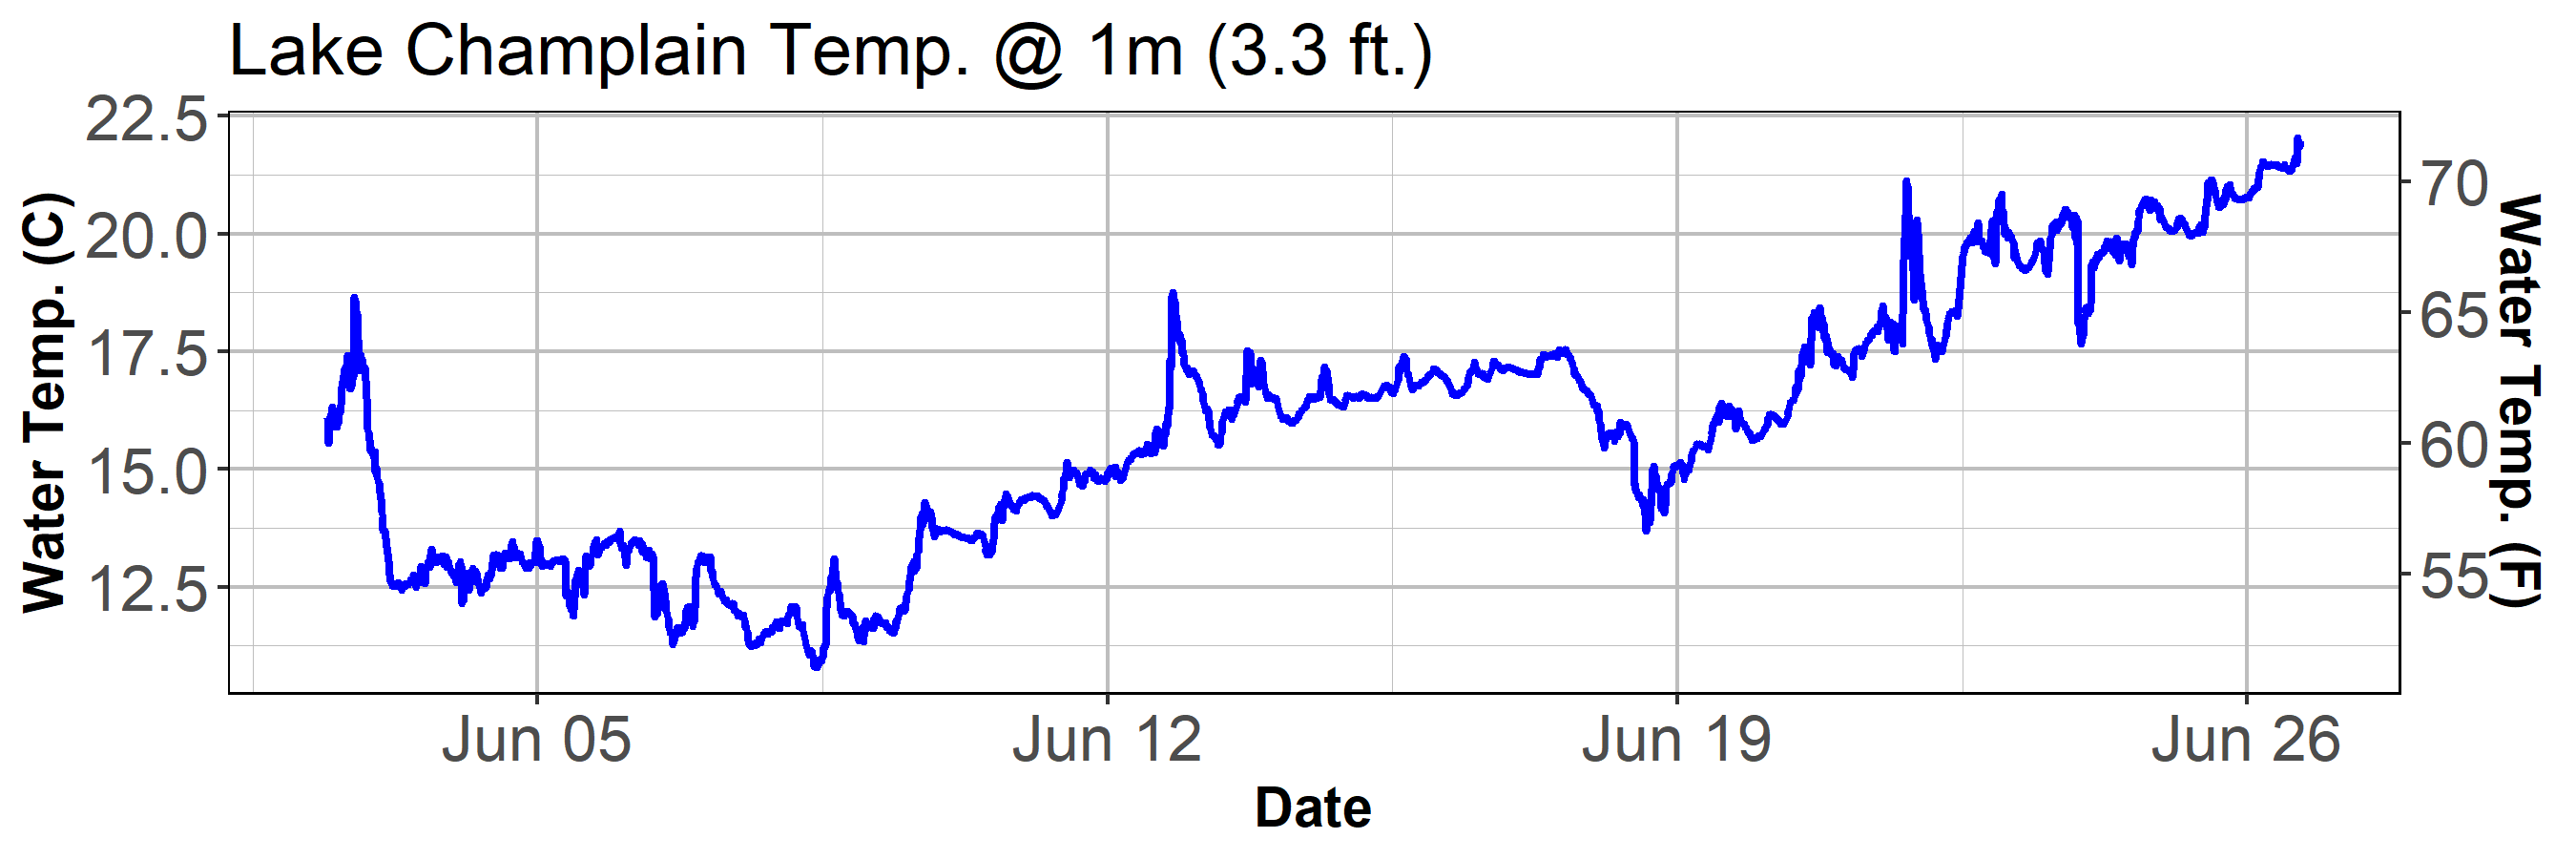 Lake Champlain Temp. @ 1m (3.3 ft.)
Water Temp. (C)
22.5
20.0
17.5
15.0
12.5
70
65
60
55
Water Temp. (F)
Jun 05
Jun 12
Jun 19
Jun 26
Date